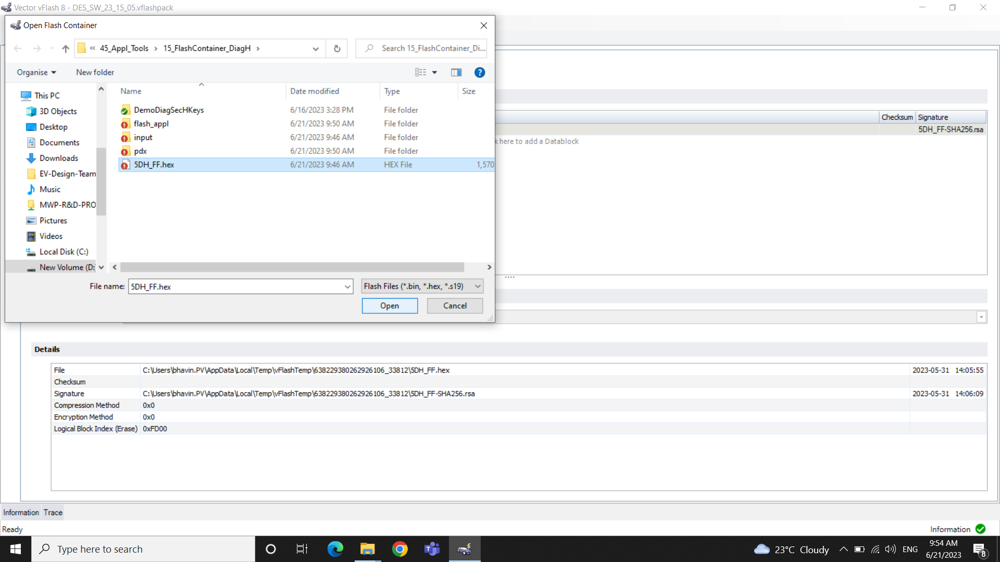 Vector vFlash 8 - DES_SW_23_15_05.vflashpack
Open Flash Container
« 45_Appl_Tools › 15_FlashContainer_DiagH ›
Search 15_FlashContainer_Di...
Organise
New folder
This PC
3D Objects
Desktop
Documents
Downloads
EV-Design-Team
Music
MWP-R&D-PRO
Pictures
Videos
Local Disk (C:)
New Volume (D:
Name Date modified Type Size
DemoDiagSecHKeys 6/16/2023 3:28 PM File folder
flash_appl 6/21/2023 9:50 AM File folder
input 6/21/2023 9:46 AM File folder
pdx 6/21/2023 9:50 AM File folder
5DH_FF.hex 6/21/2023 9:46 AM HEX File 1,570
File name: 5DH_FF.hex
Flash Files (*.bin, *.hex, *.s19)
Open
Cancel
Checksum Signature
5DH_FF-SHA256.rsa
here to add a Datablock
Details
File C:\Users\bhavin.PV\AppData\Local\Temp\vFlashTemp\638229380262926106_33812\5DH_FF.hex 2023-05-31 14:05:55
Checksum
Signature C:\Users\bhavin.PV\AppData\Local\Temp\vFlashTemp\638229380262926106_33812\5DH_FF-SHA256.rsa 2023-05-31 14:06:09
Compression Method 0x0
Encryption Method 0x0
Logical Block Index (Erase) 0xFD00
Information Trace
Ready
Information
Type here to search
23°C Cloudy
ENG
9:54 AM
6/21/2023
8